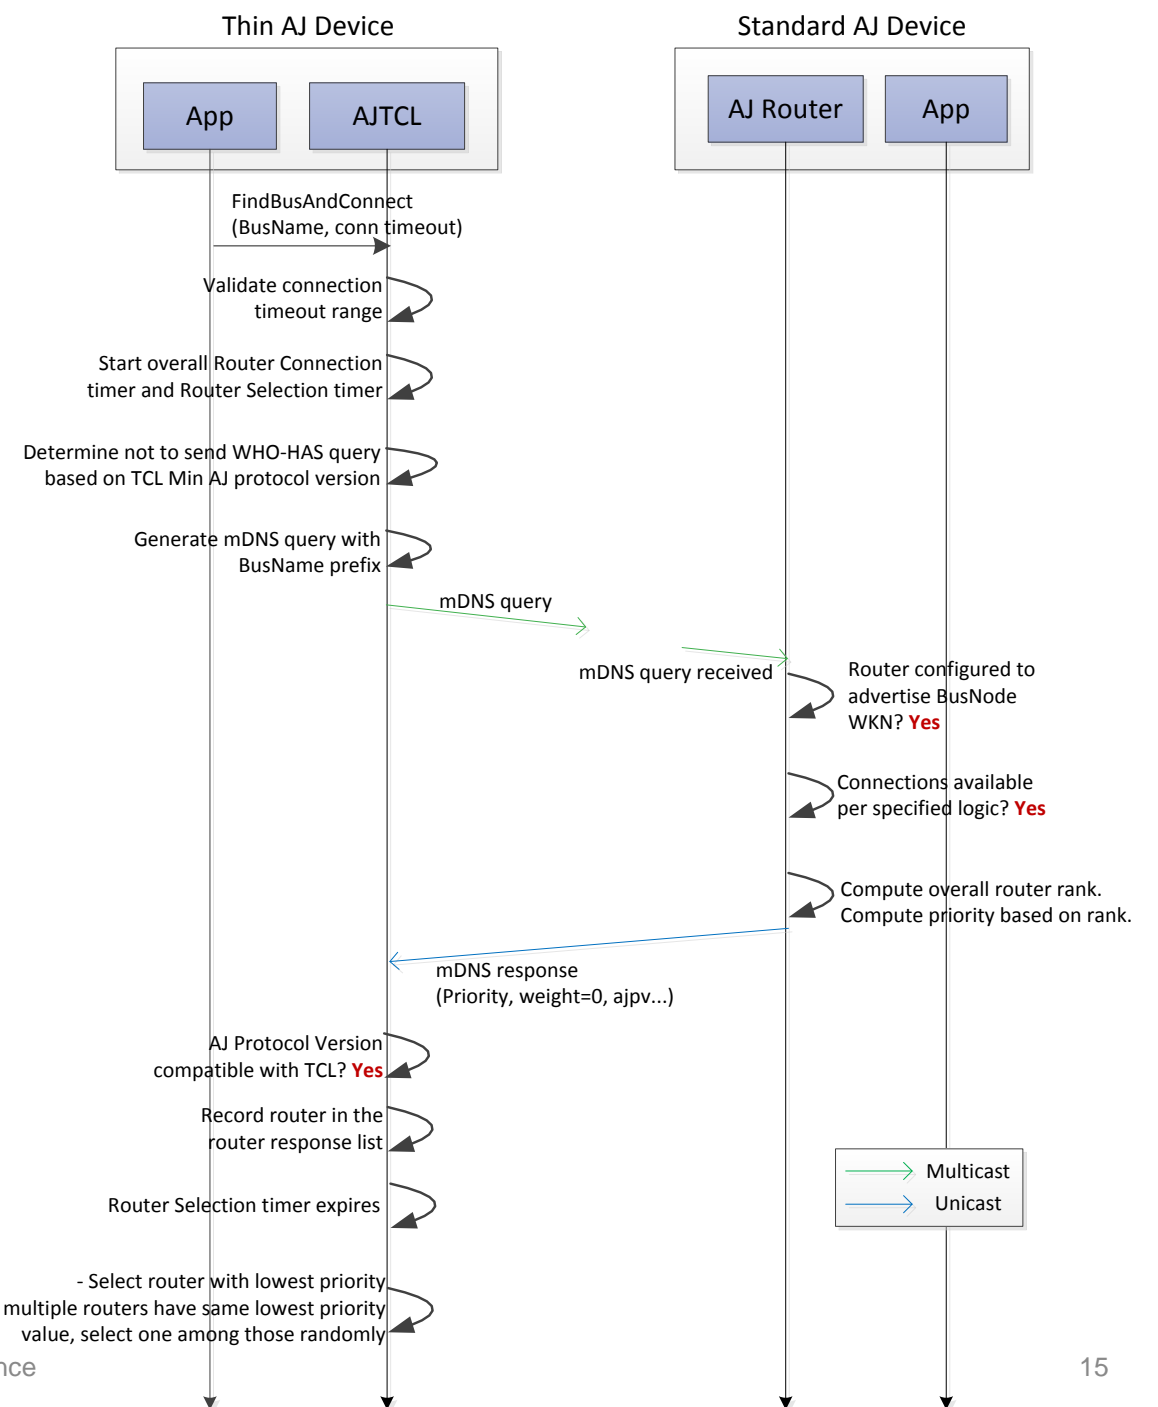 Thin AJ Device
Standard AJ Device
App
AJTCL
AJ Router
App
FindBusAndConnect
(BusName, conn timeout)
Validate connection
timeout range
Start overall Router Connection
timer and Router Selection timer
Determine not to send WHO-HAS query
based on TCL Min AJ protocol version
Generate mDNS query with
BusName prefix
mDNS query
mDNS query received
Router configured to
advertise BusNode
WKN? Yes
Connections available
per specified logic? Yes
Compute overall router rank.
Compute priority based on rank.
mDNS response
(Priority, weight=0, ajpv...)
AJ Protocol Version
compatible with TCL? Yes
Record router in the
router response list
Multicast
Unicast
Router Selection timer expires
- Select router with lowest priority
multiple routers have same lowest priority
value, select one among those randomly
nce
15